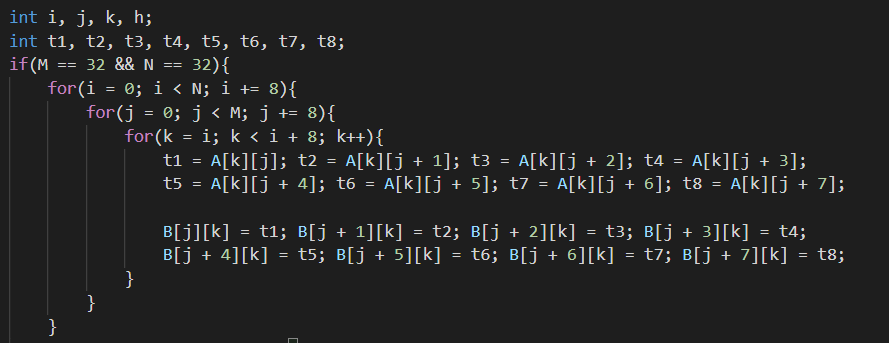 int i, j, k, h;
int t1, t2, t3, t4, t5, t6, t7, t8;
if(M == 32 && N == 32){
    for(i = 0; i < N; i += 8){
        for(j = 0; j < M; j += 8){
            for(k = i; k < i + 8; k++){
                t1 = A[k][j]; t2 = A[k][j + 1]; t3 = A[k][j + 2]; t4 = A[k][j + 3];
                t5 = A[k][j + 4]; t6 = A[k][j + 5]; t7 = A[k][j + 6]; t8 = A[k][j + 7];

                B[j][k] = t1; B[j + 1][k] = t2; B[j + 2][k] = t3; B[j + 3][k] = t4;
                B[j + 4][k] = t5; B[j + 5][k] = t6; B[j + 6][k] = t7; B[j + 7][k] = t8;
            }
        }
    }